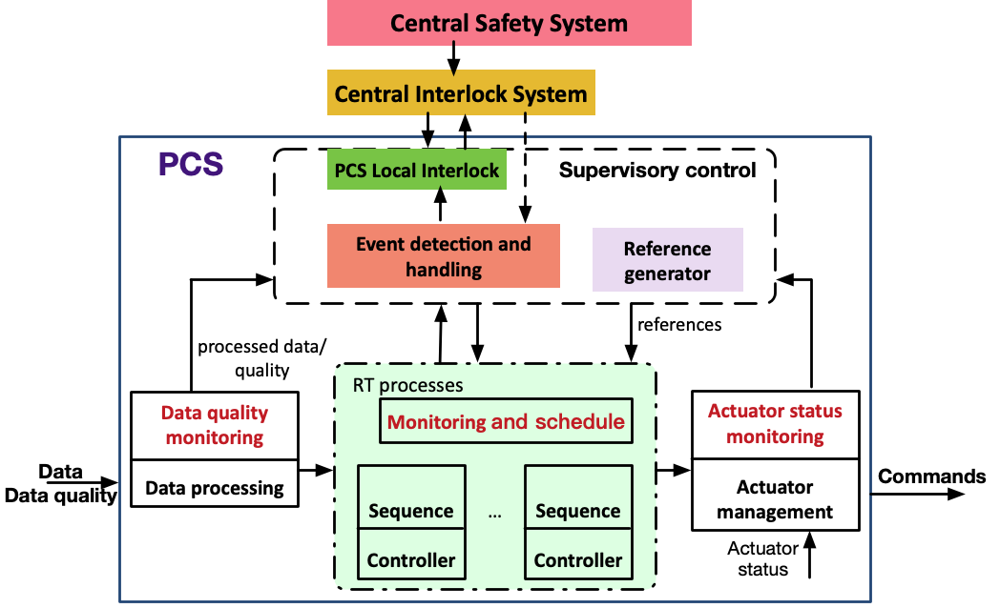 Central Safety System
Central Interlock System
PCS
PCS Local Interlock
Supervisory control
Event detection and
handling
Reference
generator
processed data/
quality
references
RT processes
Monitoring and schedule
Data quality
monitoring
Data processing
Actuator status
monitoring
Actuator
management
Data
Data quality
Sequence
...
Sequence
Controller
Controller
Commands
Actuator
status